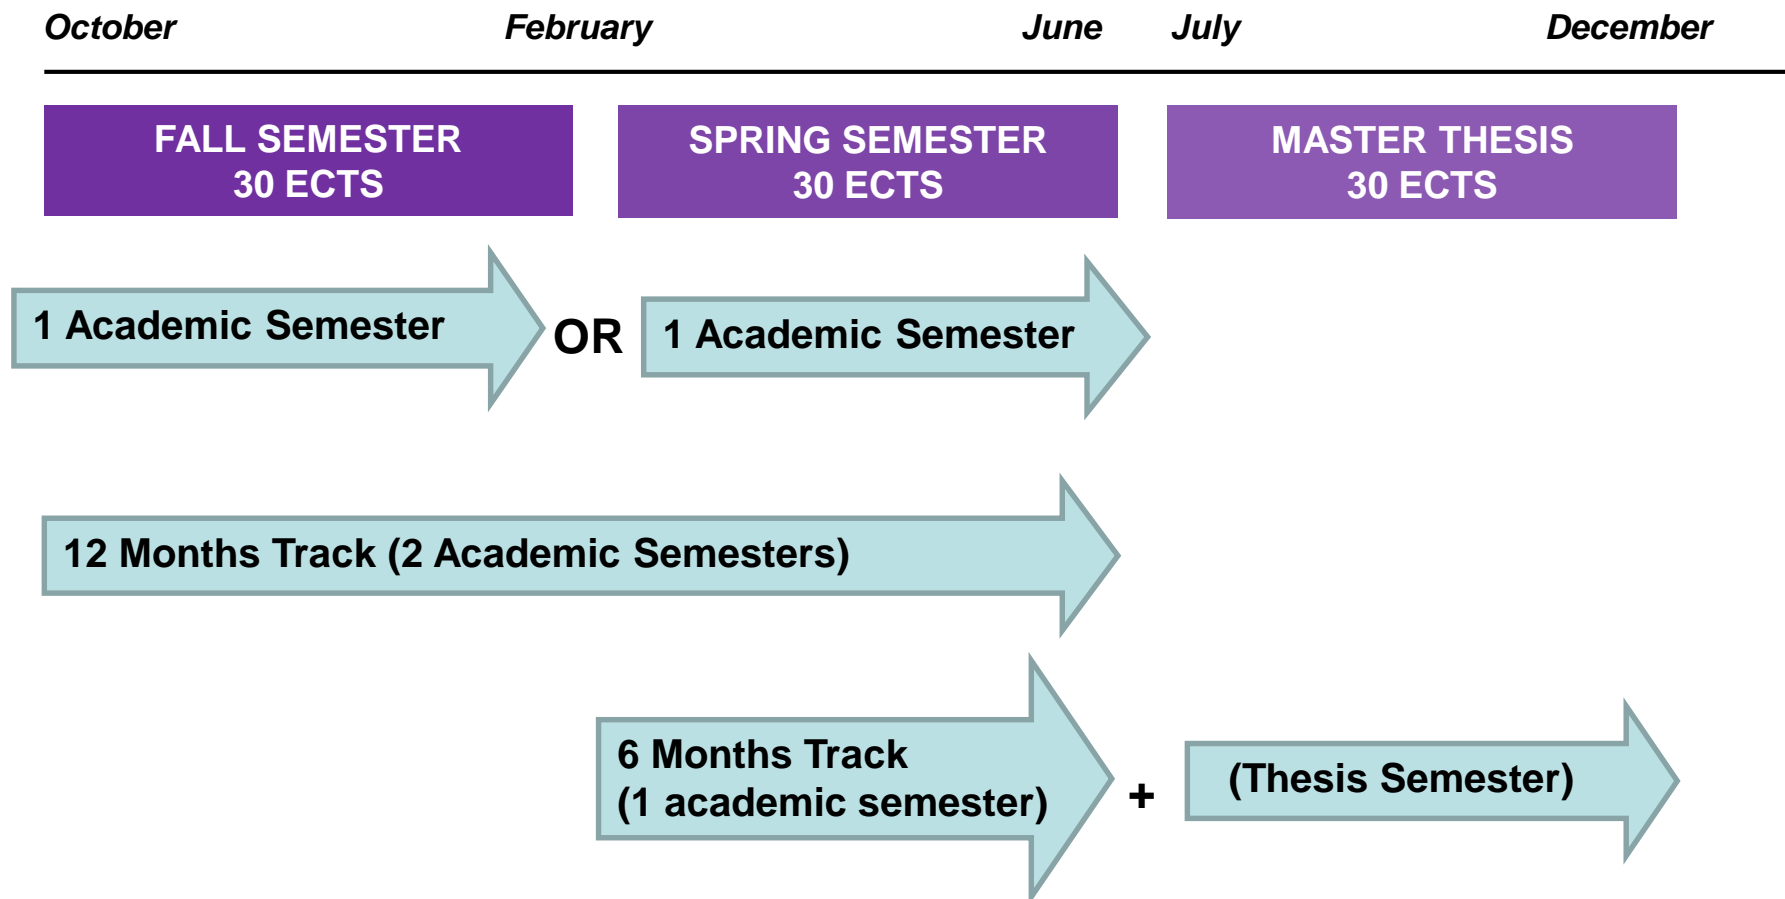 October February June July December
FALL SEMESTER
30 ECTS
SPRING SEMESTER
30 ECTS
MASTER THESIS
30 ECTS
1 Academic Semester
OR
1 Academic Semester
12 Months Track (2 Academic Semesters)
6 Months Track
(1 academic semester)
+
(Thesis Semester)